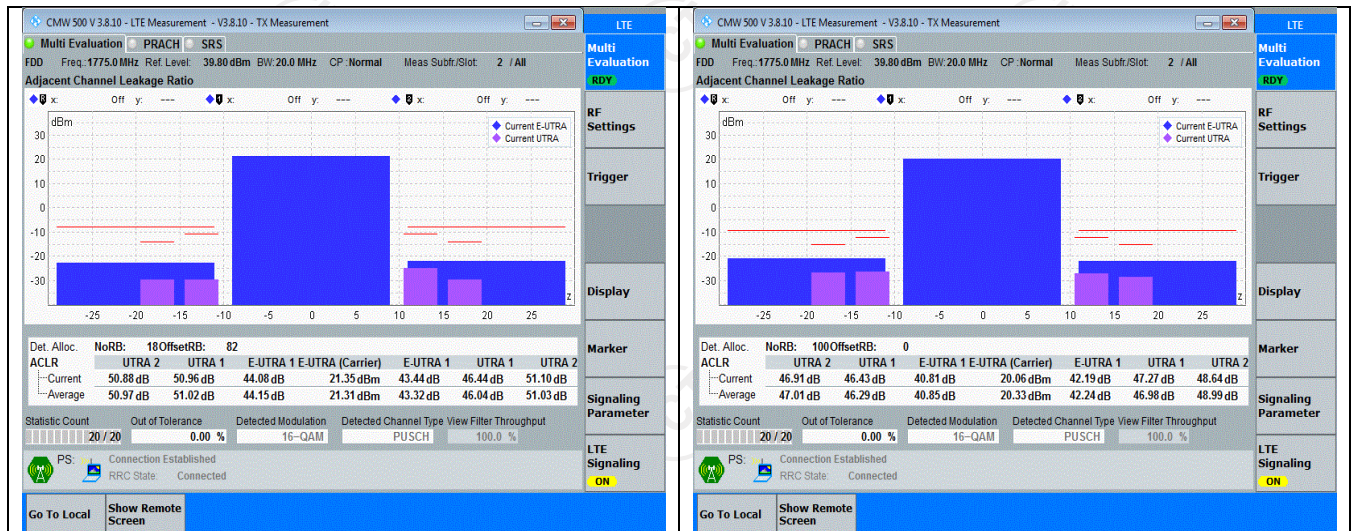 CMW 500 V 3.8.10 - LTE Measurement - V3.8.10 - TX Measurement
LTE
Multi Evaluation PRACH SRS
Multi Evaluation
RDY
FDD Freq.:1775.0 MHz Ref. Level: 39.80 dBm BW:20.0 MHz CP :Normal Meas Subfr./Slot: 2 / All
Adjacent Channel Leakage Ratio
x: Off y: --- x: Off y: --- x: Off y: ---
dBm
Current E-UTRA
Current UTRA
30
20
10
0
-10
-20
-30
-25 -20 -15 -10 -5 0 5 10 15 20 25
z
RF Settings
Trigger
Display
Marker
Signaling Parameter
LTE Signaling
ON
Det. Alloc. NoRB: 18 OffsetRB: 82
ACLR UTRA 2 UTRA 1 E-UTRA 1 E-UTRA (Carrier) E-UTRA 1 UTRA 1 UTRA 2
Current 50.88 dB 50.96 dB 44.08 dB 21.35 dBm 43.44 dB 46.44 dB 51.10 dB
Average 50.97 dB 51.02 dB 44.15 dB 21.31 dBm 43.32 dB 46.04 dB 51.03 dB
Statistic Count Out of Tolerance Detected Modulation Detected Channel Type View Filter Throughput
20 / 20 0.00 % 16-QAM PUSCH 100.0 %
PS: Connection Established
RRC State: Connected
Go To Local
Show Remote Screen
CMW 500 V 3.8.10 - LTE Measurement - V3.8.10 - TX Measurement
LTE
Multi Evaluation PRACH SRS
Multi Evaluation
RDY
FDD Freq.:1775.0 MHz Ref. Level: 39.80 dBm BW:20.0 MHz CP :Normal Meas Subfr./Slot: 2 / All
Adjacent Channel Leakage Ratio
x: Off y: --- x: Off y: --- x: Off y: ---
dBm
Current E-UTRA
Current UTRA
30
20
10
0
-10
-20
-30
-25 -20 -15 -10 -5 0 5 10 15 20 25
z
RF Settings
Trigger
Display
Marker
Signaling Parameter
LTE Signaling
ON
Det. Alloc. NoRB: 100 OffsetRB: 0
ACLR UTRA 2 UTRA 1 E-UTRA 1 E-UTRA (Carrier) E-UTRA 1 UTRA 1 UTRA 2
Current 46.91 dB 46.43 dB 40.81 dB 20.06 dBm 42.19 dB 47.27 dB 48.64 dB
Average 47.01 dB 46.29 dB 40.85 dB 20.33 dBm 42.24 dB 46.98 dB 48.99 dB
Statistic Count Out of Tolerance Detected Modulation Detected Channel Type View Filter Throughput
20 / 20 0.00 % 16-QAM PUSCH 100.0 %
PS: Connection Established
RRC State: Connected
Go To Local
Show Remote Screen